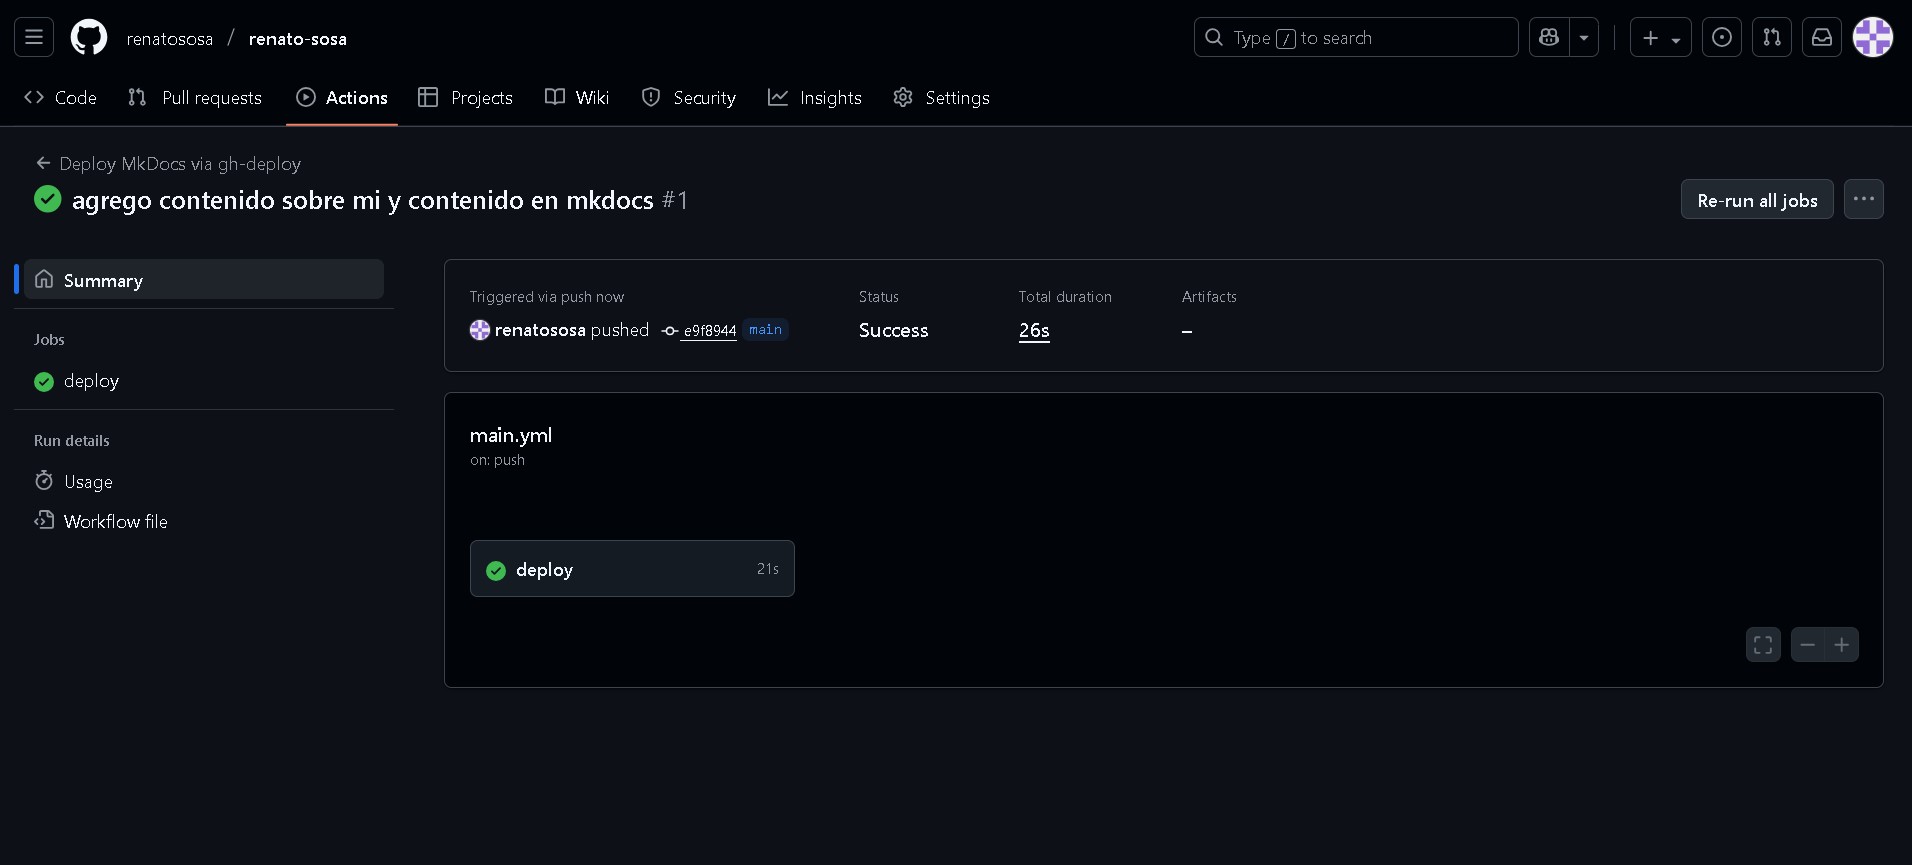 renatososa / renato-sosa
Type / to search
Code Pull requests Actions Projects Wiki Security Insights Settings
Deploy MkDocs via gh-deploy
agrego contenido sobre mi y contenido en mkdocs #1
Re-run all jobs
Summary
Jobs
deploy
Run details
Usage
Workflow file
Triggered via push now
renatososa pushed e9f8944 main
Status
Success
Total duration
26s
Artifacts
–
main.yml
on: push
deploy 21s